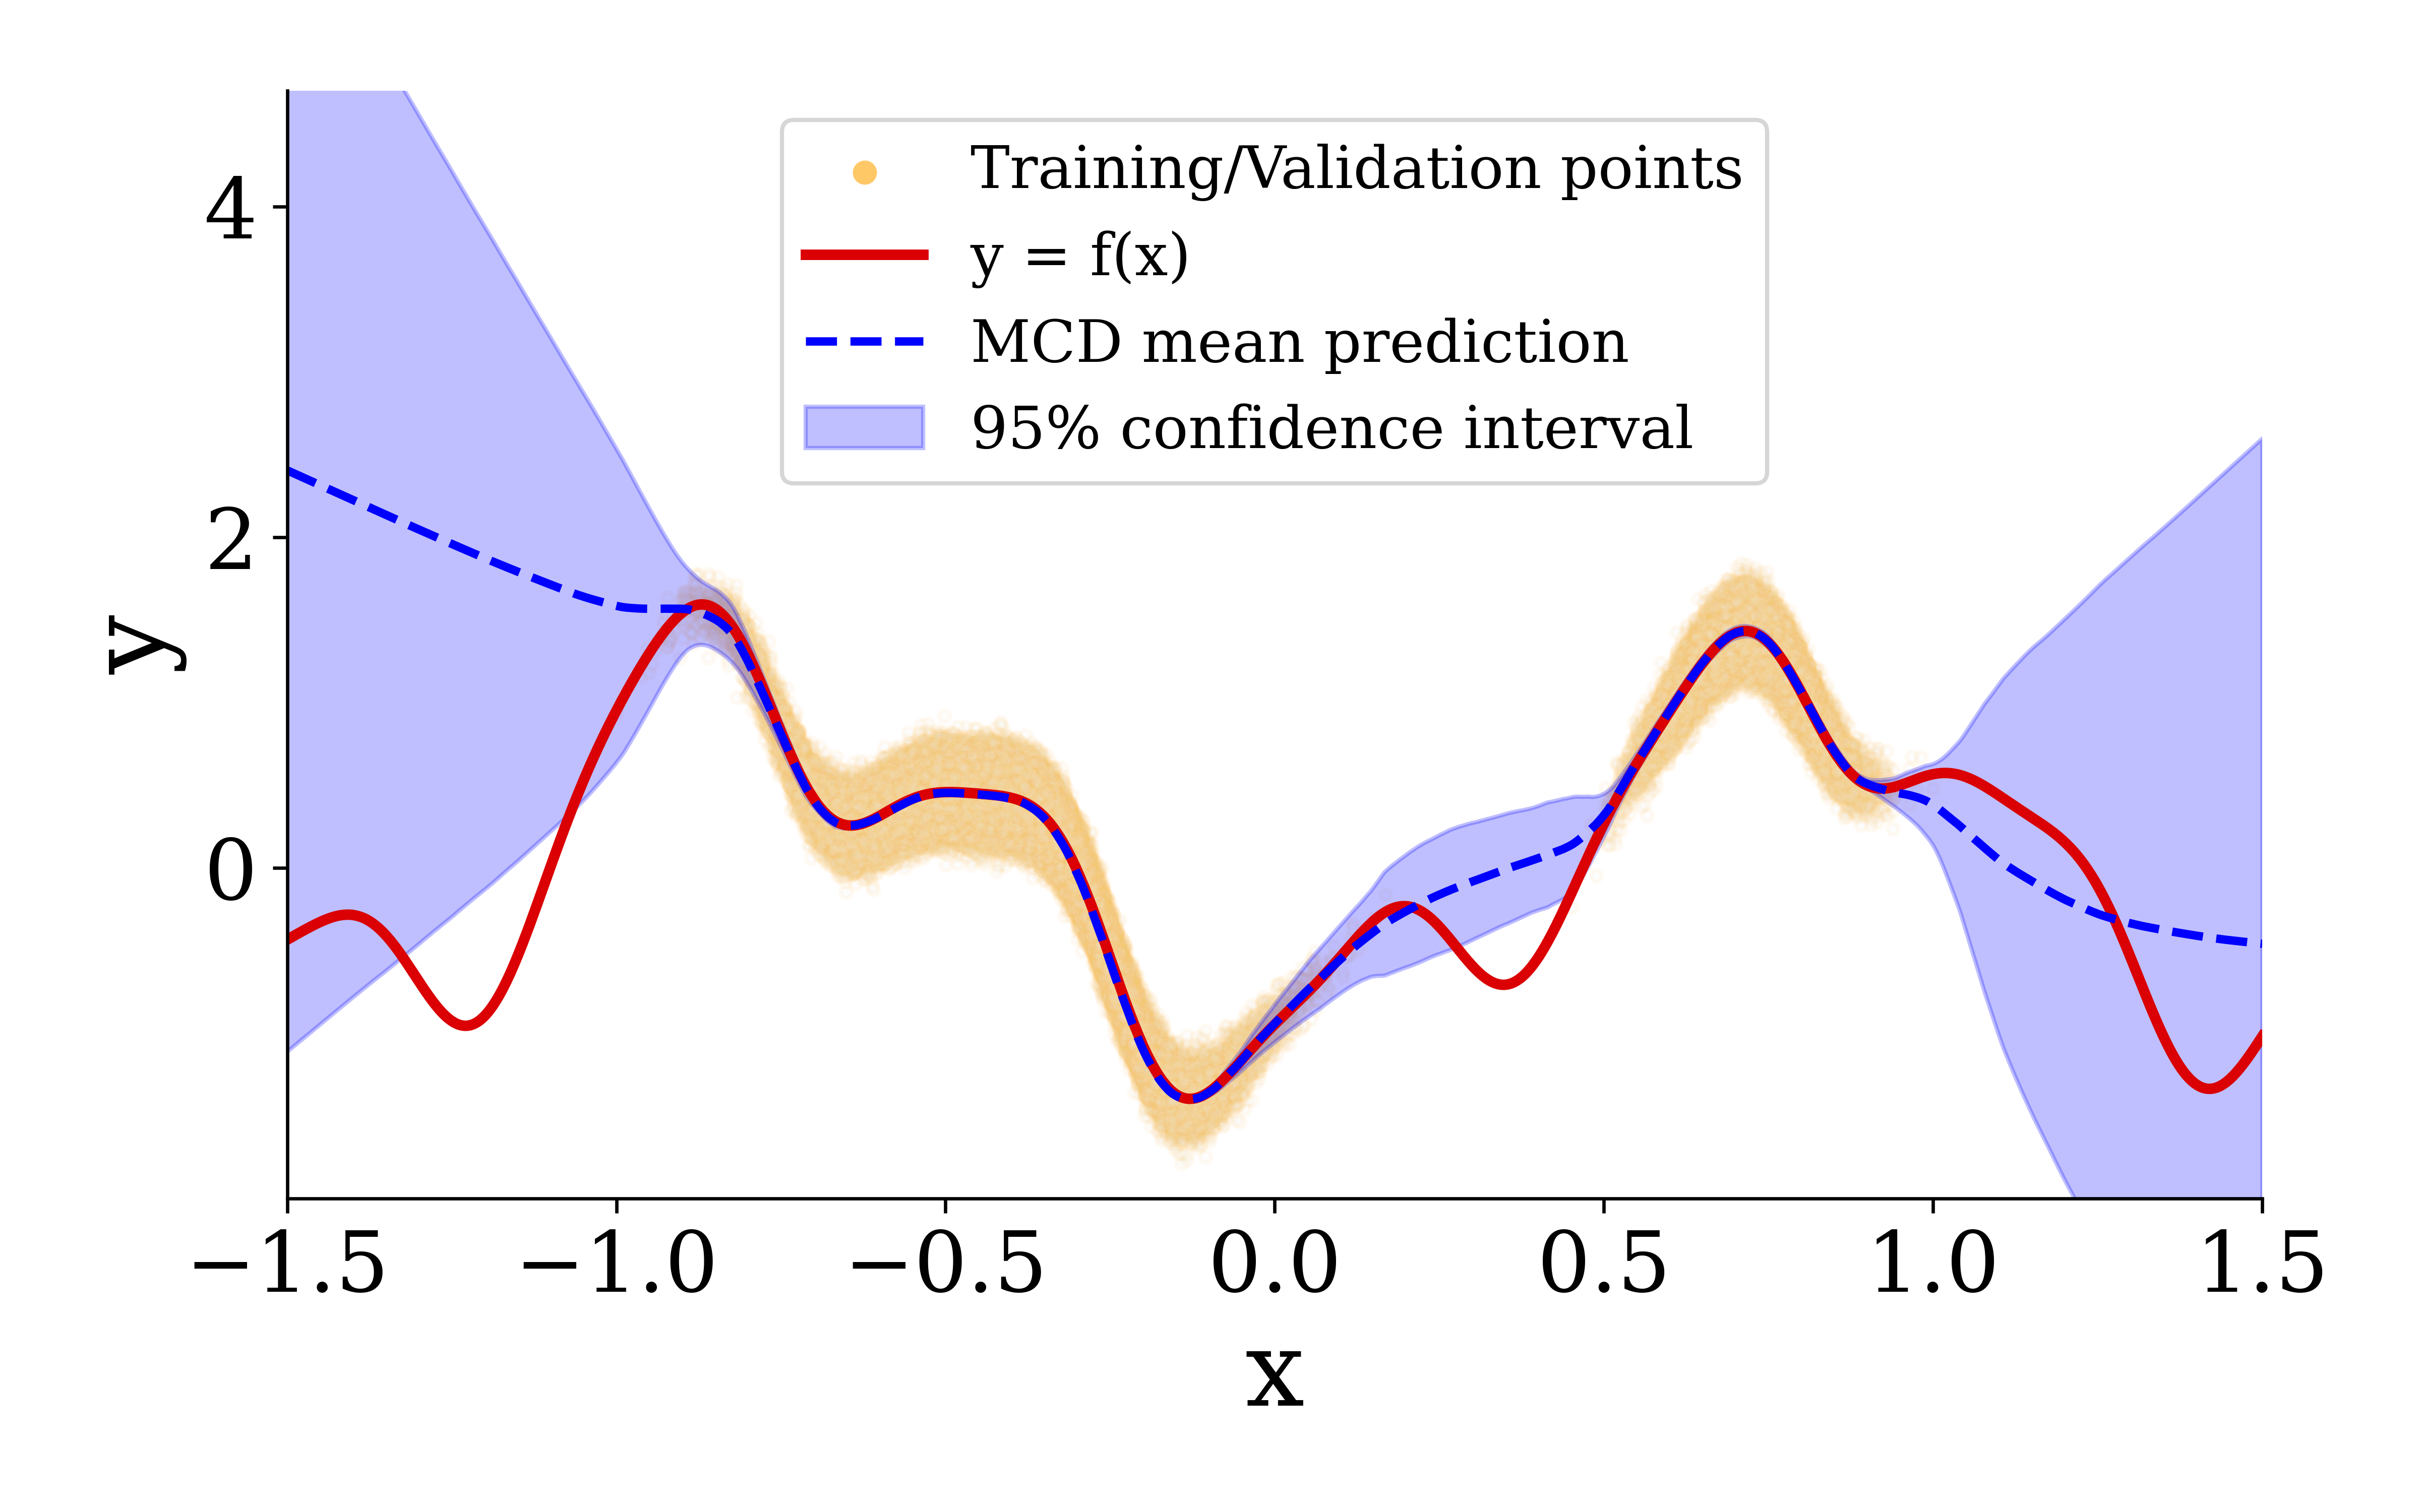 Training/Validation points
y = f(x)
MCD mean prediction
95% confidence interval
4
2
0
y
−1.5 −1.0 −0.5 0.0 0.5 1.0 1.5
x